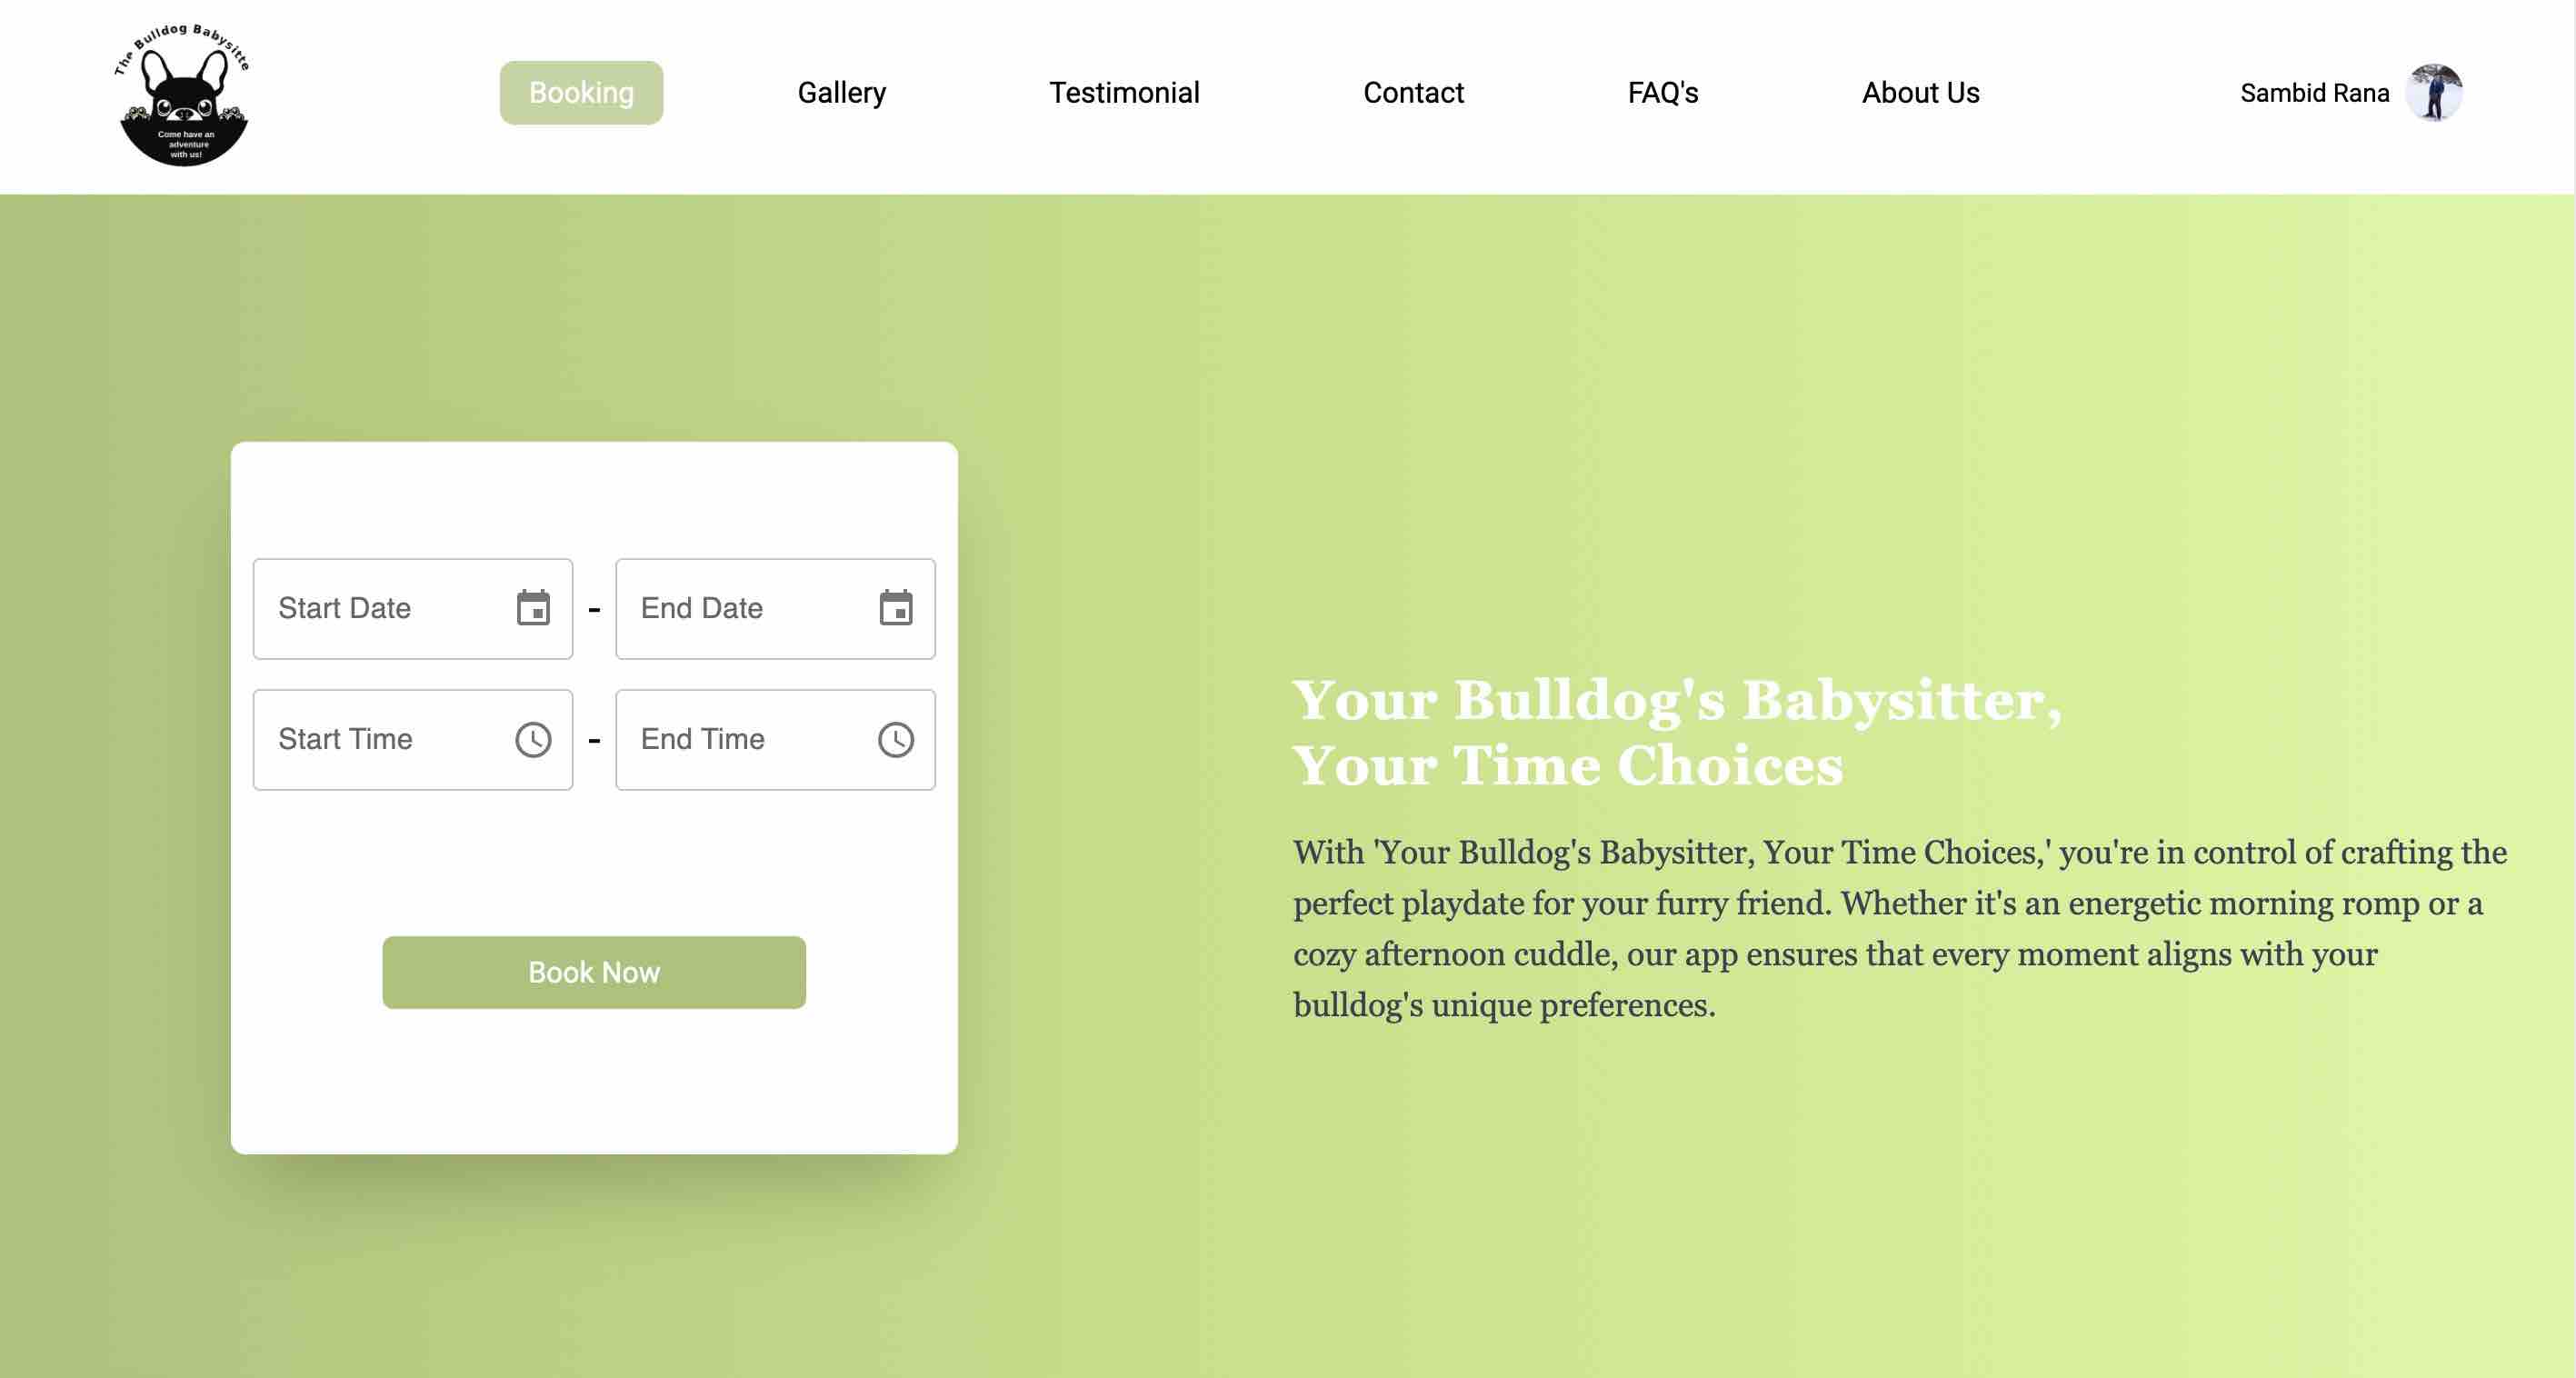 The Bulldog Babysitte
Come have an
adventure
with us!
Booking
Gallery
Testimonial
Contact
FAQ's
About Us
Sambid Rana
Start Date
-
End Date
Start Time
-
End Time
Book Now
Your Bulldog's Babysitter,
Your Time Choices
With 'Your Bulldog's Babysitter, Your Time Choices,' you're in control of crafting the
perfect playdate for your furry friend. Whether it's an energetic morning romp or a
cozy afternoon cuddle, our app ensures that every moment aligns with your
bulldog's unique preferences.